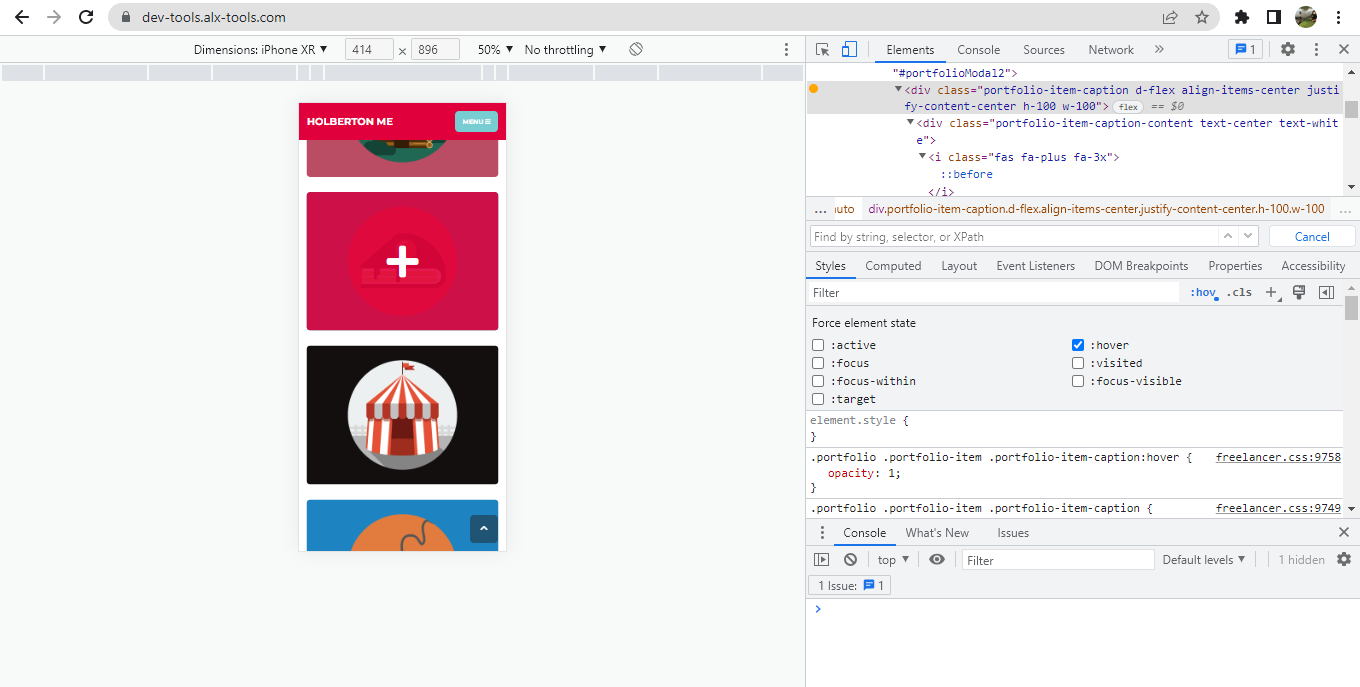 dev-tools.alx-tools.com
Dimensions: iPhone XR ▼ 414 × 896 50% ▼ No throttling ▼
Elements Console Sources Network » 1
HOLBERTON ME MENU
"#portfolioModal2">
▼<div class="portfolio-item-caption d-flex align-items-center justi
fy-content-center h-100 w-100"> flex == $0
▼<div class="portfolio-item-caption-content text-center text-whit
e">
▼<i class="fas fa-plus fa-3x">
::before
</i>
... auto div.portfolio-item-caption.d-flex.align-items-center.justify-content-center.h-100.w-100 ...
Find by string, selector, or XPath Cancel
Styles Computed Layout Event Listeners DOM Breakpoints Properties Accessibility
Filter :hov .cls +
Force element state
:active :hover
:focus :visited
:focus-within :focus-visible
:target
element.style {
}
.portfolio .portfolio-item .portfolio-item-caption:hover { freelancer.css:9758
opacity: 1;
}
.portfolio .portfolio-item .portfolio-item-caption { freelancer.css:9749
Console What's New Issues
top ▼ Filter Default levels ▼ 1 hidden
1 Issue: 1
>